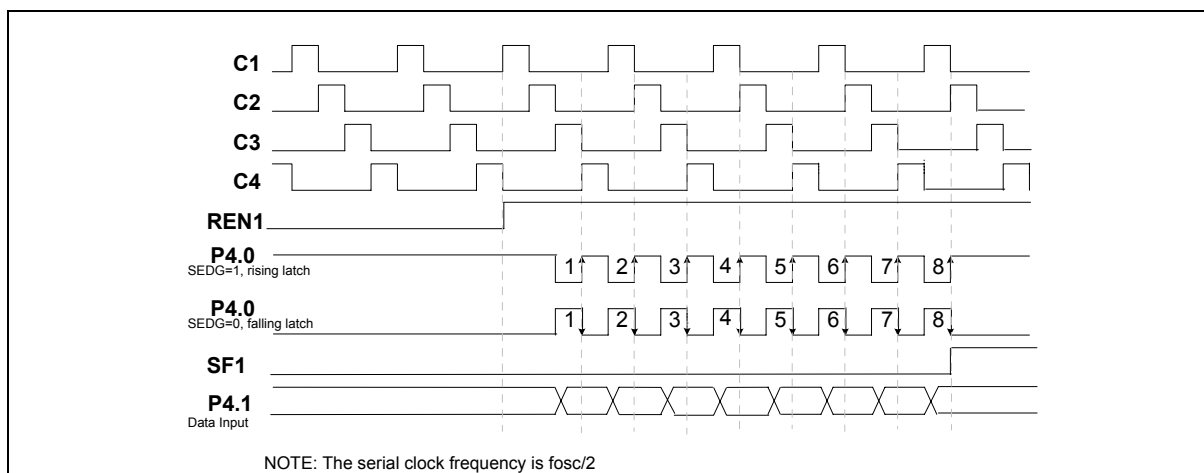 C1
C2
C3
C4
REN1
P4.0
SEDG=1, rising latch
1 2 3 4 5 6 7 8
P4.0
SEDG=0, falling latch
1 2 3 4 5 6 7 8
SF1
P4.1
Data Input
NOTE: The serial clock frequency is fosc/2